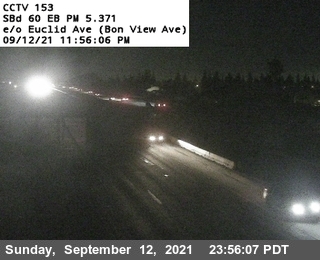 CCTV 153
SBd 60 EB PM 5.371
e/o Euclid Ave (Bon View Ave)
09/12/21 11:56:06 PM
Sunday, September 12, 2021 23:56:07 PDT